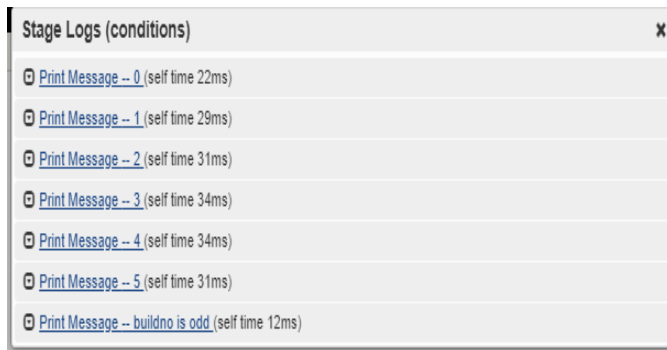 Stage Logs (conditions)
Print Message -- 0 (self time 22ms)
Print Message -- 1 (self time 29ms)
Print Message -- 2 (self time 31ms)
Print Message -- 3 (self time 34ms)
Print Message -- 4 (self time 34ms)
Print Message -- 5 (self time 31ms)
Print Message -- buildno is odd (self time 12ms)